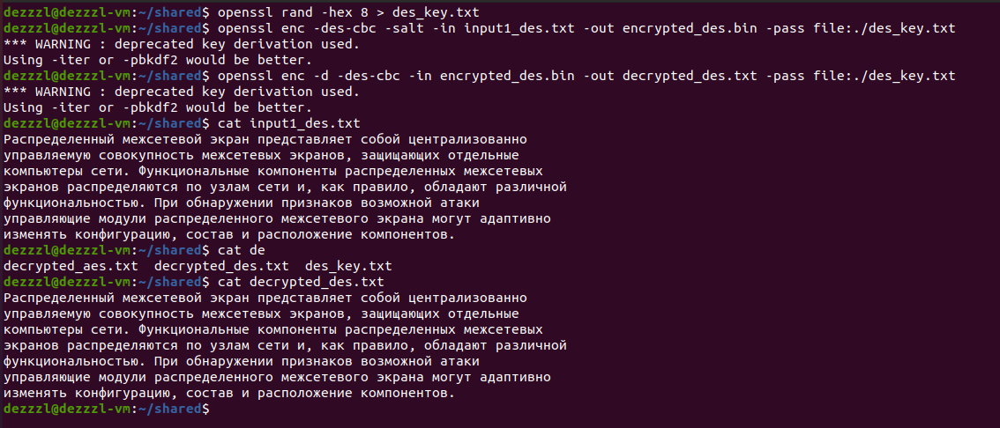 dezzzl@dezzzl-vm:~/shared$ openssl rand -hex 8 > des_key.txt
dezzzl@dezzzl-vm:~/shared$ openssl enc -des-cbc -salt -in input1_des.txt -out encrypted_des.bin -pass file:./des_key.txt
*** WARNING : deprecated key derivation used.
Using -iter or -pbkdf2 would be better.
dezzzl@dezzzl-vm:~/shared$ openssl enc -d -des-cbc -in encrypted_des.bin -out decrypted_des.txt -pass file:./des_key.txt
*** WARNING : deprecated key derivation used.
Using -iter or -pbkdf2 would be better.
dezzzl@dezzzl-vm:~/shared$ cat input1_des.txt
Распределенный межсетевой экран представляет собой централизованно
управляемую совокупность межсетевых экранов, защищающих отдельные
компьютеры сети. Функциональные компоненты распределенных межсетевых
экранов распределяются по узлам сети и, как правило, обладают различной
функциональностью. При обнаружении признаков возможной атаки
управляющие модули распределенного межсетевого экрана могут адаптивно
изменять конфигурацию, состав и расположение компонентов.
dezzzl@dezzzl-vm:~/shared$ cat de
decrypted_aes.txt  decrypted_des.txt  des_key.txt
dezzzl@dezzzl-vm:~/shared$ cat decrypted_des.txt
Распределенный межсетевой экран представляет собой централизованно
управляемую совокупность межсетевых экранов, защищающих отдельные
компьютеры сети. Функциональные компоненты распределенных межсетевых
экранов распределяются по узлам сети и, как правило, обладают различной
функциональностью. При обнаружении признаков возможной атаки
управляющие модули распределенного межсетевого экрана могут адаптивно
изменять конфигурацию, состав и расположение компонентов.
dezzzl@dezzzl-vm:~/shared$